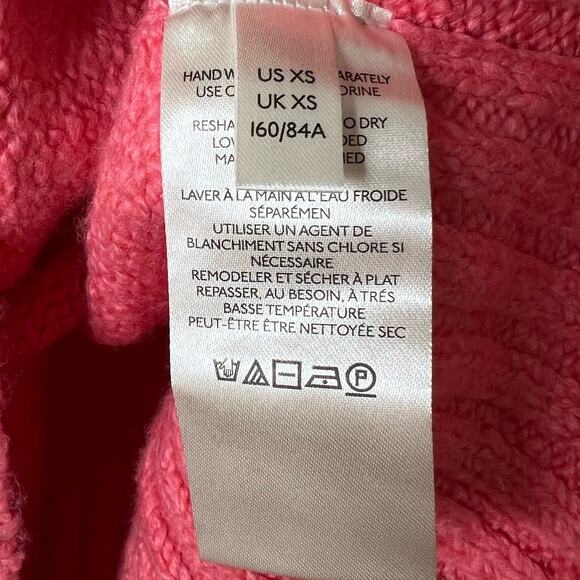 US XS
UK XS
160/84A
HAND W ARATELY
USE C ORINE
RESHA O DRY
LOW DED
MA IED
LAVER À LA MAIN A L'EAU FROIDE
SÉPARÉMEN
UTILISER UN AGENT DE
BLANCHIMENT SANS CHLORE SI
NÉCESSAIRE
REMODELER ET SÉCHER À PLAT
REPASSER, AU BESOIN, À TRÉS
BASSE TEMPÉRATURE
PEUT-ÊTRE ÊTRE NETTOYÉE SEC
P